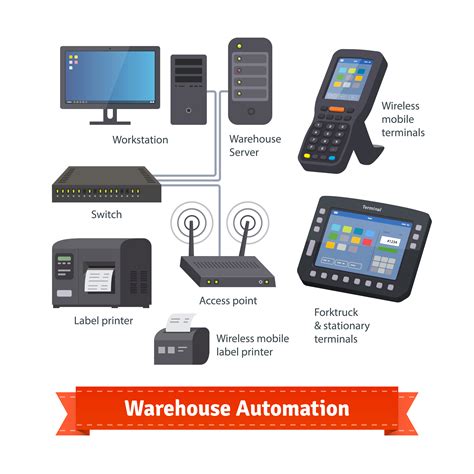 Workstation
Warehouse
Server
Wireless
mobile
terminals
Switch
Terminal
#123A
Access point
Label printer
Wireless mobile
label printer
Forktruck
& stationary
terminals
Warehouse Automation